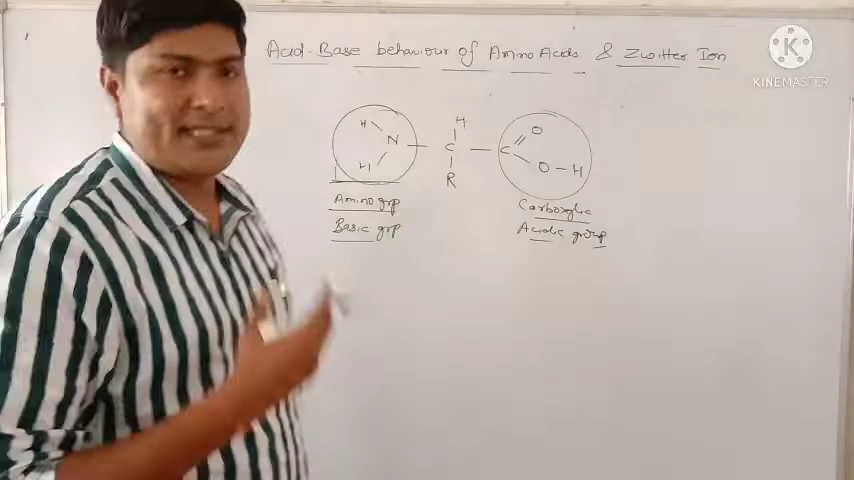 Acid-Base behaviour of Amino Acids & Zwitter Ion
K
KINEMASTER
H H O
N C C
H R O-H
Amino grp Carboxylic
Basic grp Acidic group